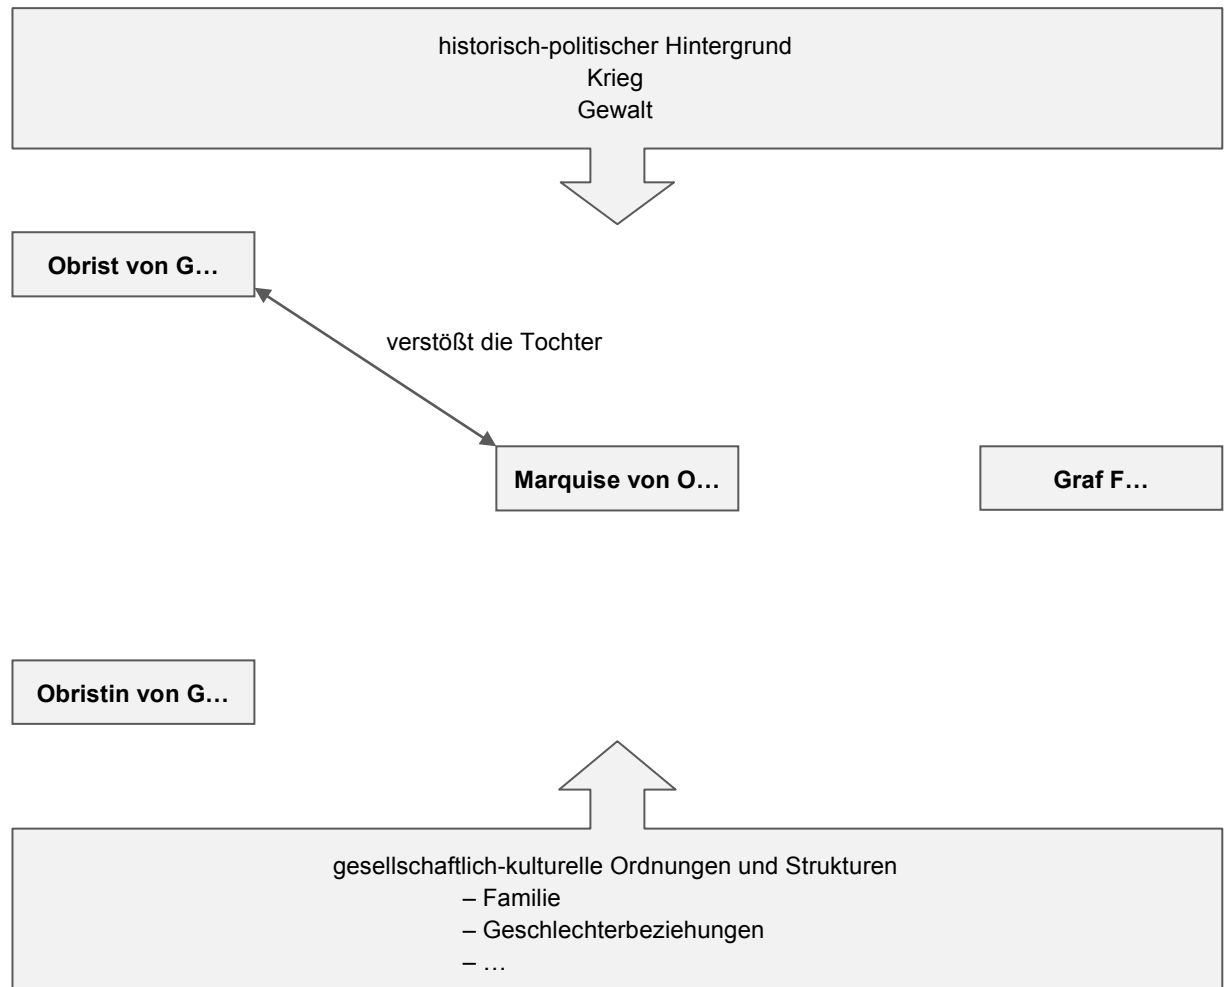 historisch-politischer Hintergrund
Krieg
Gewalt
Obrist von G…
verstößt die Tochter
Marquise von O…
Graf F…
Obristin von G…
gesellschaftlich-kulturelle Ordnungen und Strukturen
– Familie
– Geschlechterbeziehungen
– …